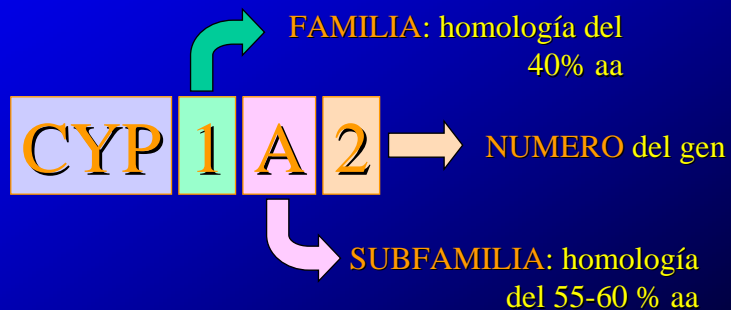 FAMILIA: homología del
40% aa
CYP 1 A 2
NUMERO del gen
SUBFAMILIA: homología
del 55-60 % aa